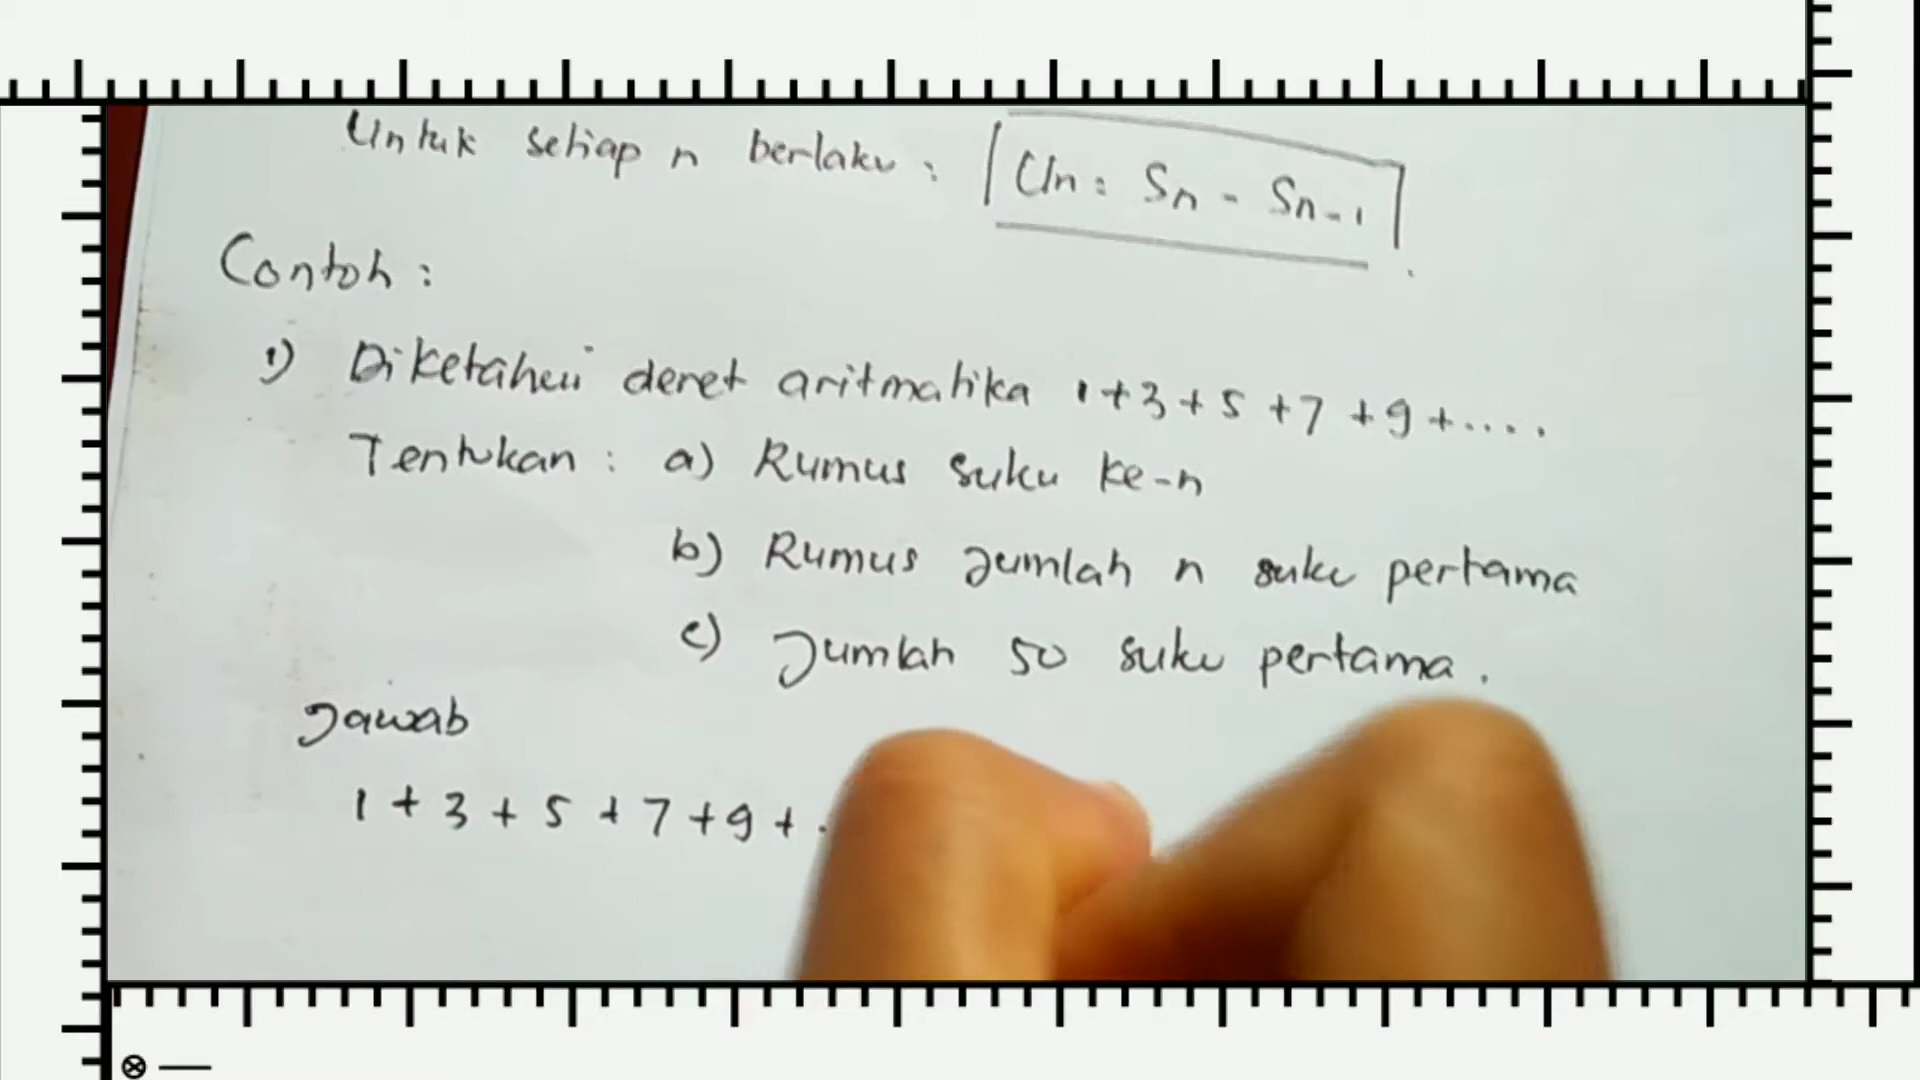 Untuk setiap n berlaku : Un = Sn - Sn-1
Contoh :
1) Diketahui deret aritmatika 1+3+5+7+9+....
Tentukan : a) Rumus suku ke-n
b) Rumus Jumlah n suku pertama
c) Jumlah 50 suku pertama.
Jawab
1 + 3 + 5 + 7 + 9 + .